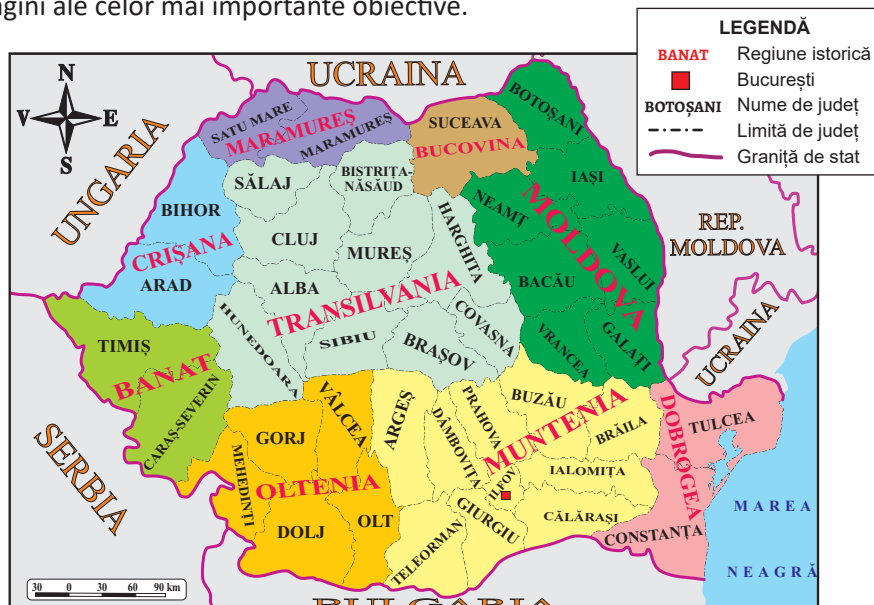 gini ale celor mai importante obiective.
LEGENDĂ
BANAT Regiune istorică
București
BOTOȘANI Nume de județ
Limită de județ
Graniță de stat
N
V E
S
UCRAINA
UNGARIA
REP.
MOLDOVA
UCRAINA
SERBIA
BULGARIA
MAREA
NEAGRĂ
MARAMUREȘ
SATU MARE
MARAMUREȘ
BUCOVINA
SUCEAVA
MOLDOVA
BOTOȘANI
IAȘI
NEAMȚ
VASLUI
BACĂU
VRANCEA
GALAȚI
CRIȘANA
BIHOR
ARAD
TRANSILVANIA
SĂLAJ
BISTRIȚA-
NĂSĂUD
CLUJ
MUREȘ
HARGHITA
ALBA
HUNEDOARA
SIBIU
BRAȘOV
COVASNA
BANAT
TIMIȘ
CARAȘ-SEVERIN
OLTENIA
MEHEDINȚI
GORJ
VÂLCEA
DOLJ
OLT
MUNTENIA
ARGEȘ
DÂMBOVIȚA
PRAHOVA
BUZĂU
BRĂILA
ILFOV
IALOMIȚA
CĂLĂRAȘI
GIURGIU
TELEORMAN
DOBROGEA
TULCEA
CONSTANȚA
30 0 30 60 90 km